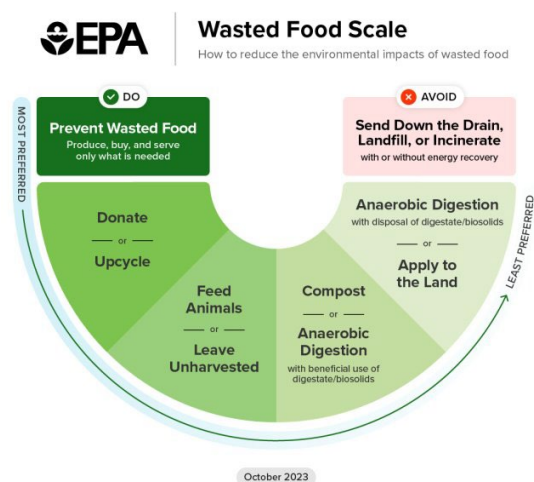 EPA
Wasted Food Scale
How to reduce the environmental impacts of wasted food
DO
Prevent Wasted Food
Produce, buy, and serve
only what is needed
AVOID
Send Down the Drain,
Landfill, or Incinerate
with or without energy recovery
MOST PREFERRED
Donate
or
Upcycle
Feed
Animals
or
Leave
Unharvested
Compost
or
Anaerobic
Digestion
with beneficial use of
digestate/biosolids
Anaerobic Digestion
with disposal of digestate/biosolids
or
Apply to
the Land
LEAST PREFERRED
October 2023